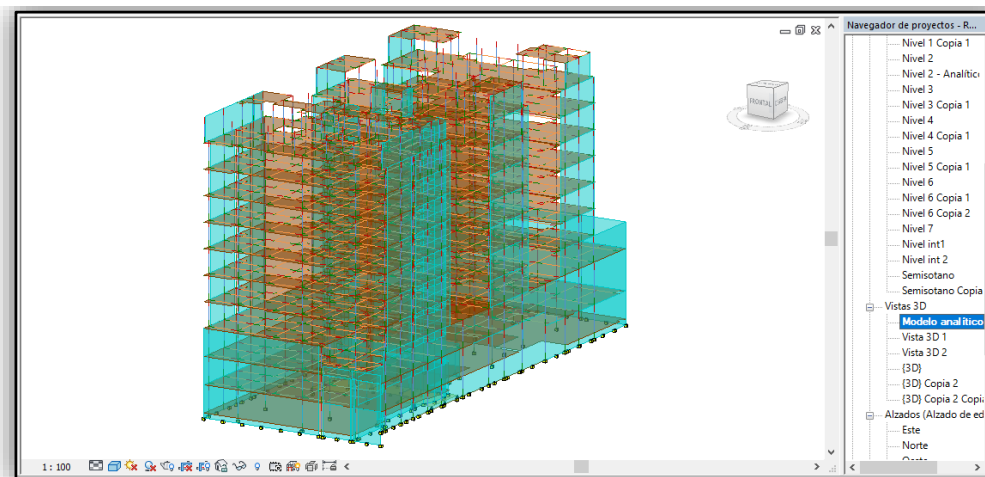 Navegador de proyectos - R...
Nivel 1 Copia 1
Nivel 2
Nivel 2 - Analític
Nivel 3
Nivel 3 Copia 1
Nivel 4
Nivel 4 Copia 1
Nivel 5
Nivel 5 Copia 1
Nivel 6
Nivel 6 Copia 1
Nivel 6 Copia 2
Nivel 7
Nivel int1
Nivel int 2
Semisotano
Semisotano Copia
Vistas 3D
Modelo analítico
Vista 3D 1
Vista 3D 2
{3D}
{3D} Copia 2
{3D} Copia 2 Copi
Alzados (Alzado de ed
Este
Norte
FRONTAL
1 : 100